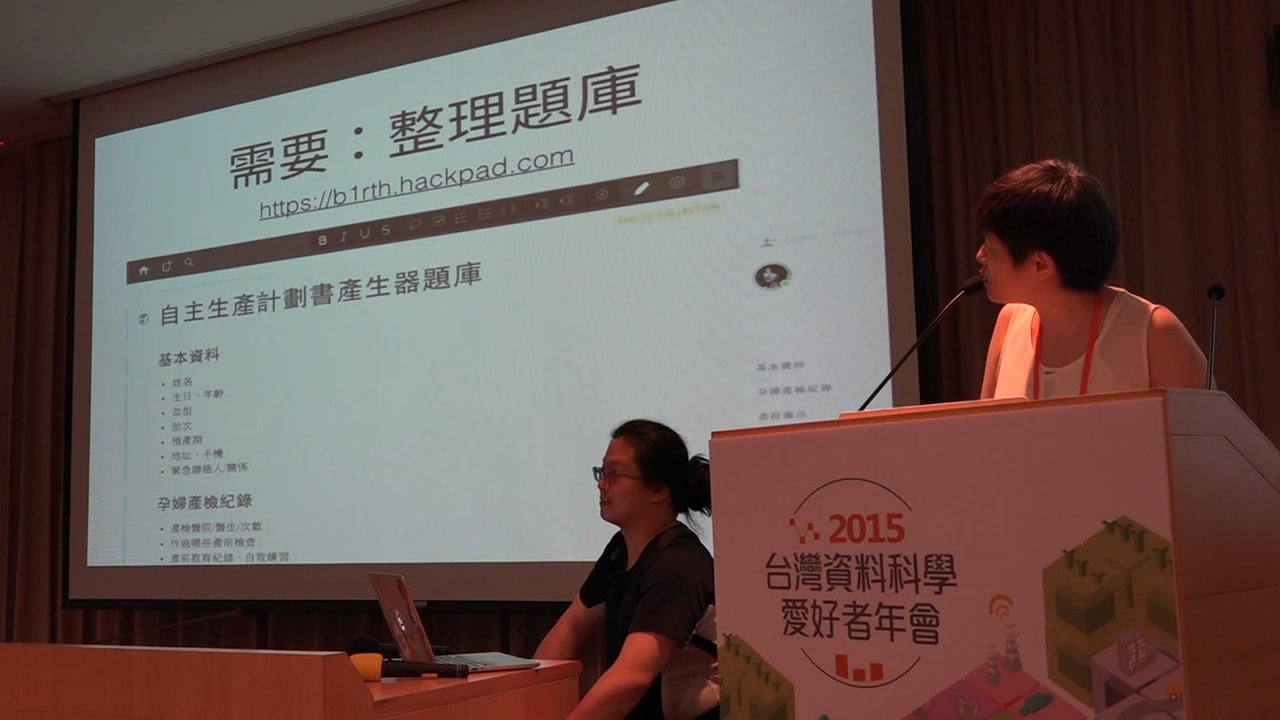 需要：整理題庫
https://b1rth.hackpad.com
B I U S
ADD TO COLLECTION
自主生產計劃書產生器題庫
基本資料
姓名
生日、年齡
血型
胎次
預產期
地址、手機
緊急聯絡人/關係
孕婦產檢紀錄
產檢醫院/醫生/次數：
作過哪些產前檢查：
產前教育紀錄、自我練習：
基本資料
孕婦產檢紀錄
2015
台灣資料科學
愛好者年會